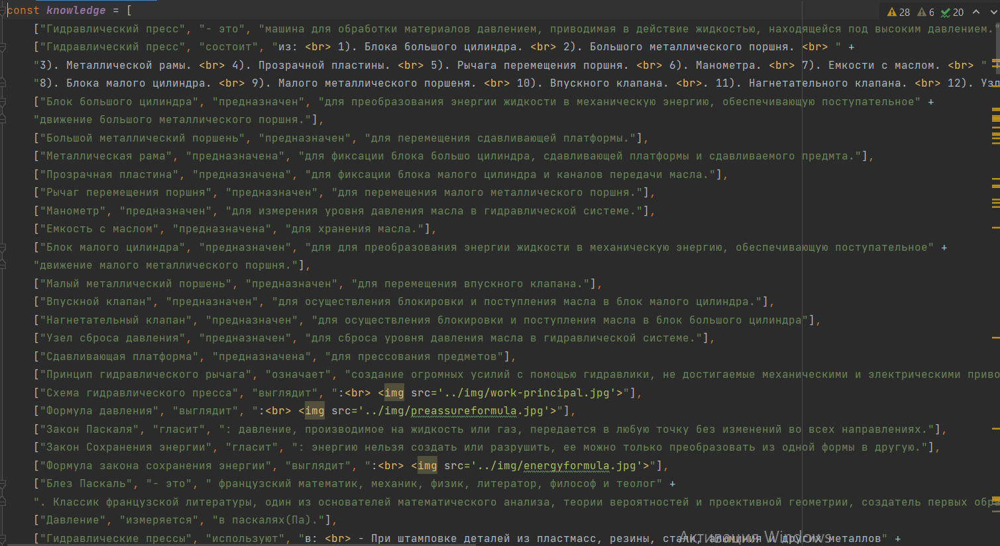 const knowledge = [
28 6 20
["Гидравлический пресс", "- это", "машина для обработки материалов давлением, приводимая в действие жидкостью, находящейся под высоким давлением."
["Гидравлический пресс", "состоит", "из: <br> 1). Блока большого цилиндра. <br> 2). Большого металлического поршня. <br> " +
"3). Металлической рамы. <br> 4). Прозрачной пластины. <br> 5). Рычага перемещения поршня. <br> 6). Манометра. <br> 7). Емкости с маслом. <br> " +
"8). Блока малого цилиндра. <br> 9). Малого металлического поршеня. <br> 10). Впускного клапана. <br>. 11). Нагнетательного клапана. <br> 12). Узл
["Блок большого цилиндра", "предназначен", "для преобразования энергии жидкости в механическую энергию, обеспечивающую поступательное" +
"движение большого металлического поршня."],
["Большой металлический поршень", "предназначен", "для перемещения сдавливающей платформы."],
["Металлическая рама", "предназначена", "для фиксации блока большо цилиндра, сдавливающей платформы и сдавливаемого предмта."],
["Прозрачная пластина", "предназначена", "для фиксации блока малого цилиндра и каналов передачи масла."],
["Рычаг перемещения поршня", "предназначен", "для перемещения малого металлического поршня."],
["Манометр", "предназначен", "для измерения уровня давления масла в гидравлической системе."],
["Емкость с маслом", "предназначена", "для хранения масла."],
["Блок малого цилиндра", "предназначен", "для для преобразования энергии жидкости в механическую энергию, обеспечивающую поступательное" +
"движение малого металлического поршня."],
["Малый металлический поршень", "предназначен", "для перемещения впускного клапана."],
["Впускной клапан", "предназначен", "для осуществления блокировки и поступления масла в блок малого цилиндра."],
["Нагнетательный клапан", "предназначен", "для осуществления блокировки и поступления масла в блок большого цилиндра"],
["Узел сброса давления", "предназначен", "для сброса уровня давления масла в гидравлической системе."],
["Сдавливающая платформа", "предназначена", "для прессования предметов"],
["Принцип гидравлического рычага", "означает", "создание огромных усилий с помощью гидравлики, не достигаемые механическими и электрическими приво
["Схема гидравлического пресса", "выглядит", ":<br> <img src='../img/work-principal.jpg'>"],
["Формула давления", "выглядит", ":<br> <img src='../img/preassureformula.jpg'>"],
["Закон Паскаля", "гласит", ": давление, производимое на жидкость или газ, передается в любую точку без изменений во всех направлениях."],
["Закон Сохранения энергии", "гласит", ": энергию нельзя создать или разрушить, ее можно только преобразовать из одной формы в другую."],
["Формула закона сохранения энергии", "выглядит", ":<br> <img src='../img/energyformula.jpg'>"],
["Блез Паскаль", "- это", " французский математик, механик, физик, литератор, философ и теолог" +
". Классик французской литературы, один из основателей математического анализа, теории вероятностей и проективной геометрии, создатель первых обра
["Давление", "измеряется", "в паскалях(Па)."],
["Гидравлические прессы", "используют", "в: <br> - При штамповке деталей из пластмасс, резины, стали, алюминия и других металлов" +
Активация Windows